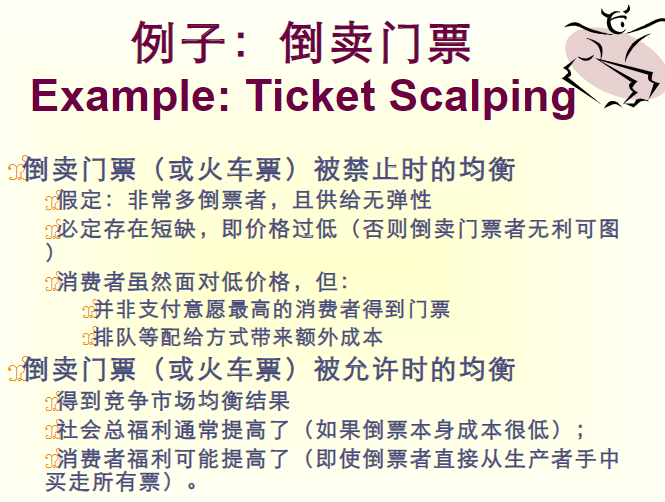 例子：倒卖门票
Example: Ticket Scalping
倒卖门票（或火车票）被禁止时的均衡
假定：非常多倒票者，且供给无弹性
必定存在短缺，即价格过低（否则倒卖门票者无利可图
）
消费者虽然面对低价格，但：
并非支付意愿最高的消费者得到门票
排队等配给方式带来额外成本
倒卖门票（或火车票）被允许时的均衡
得到竞争市场均衡结果
社会总福利通常提高了（如果倒票本身成本很低）；
消费者福利可能提高了（即使倒票者直接从生产者手中
买走所有票）。